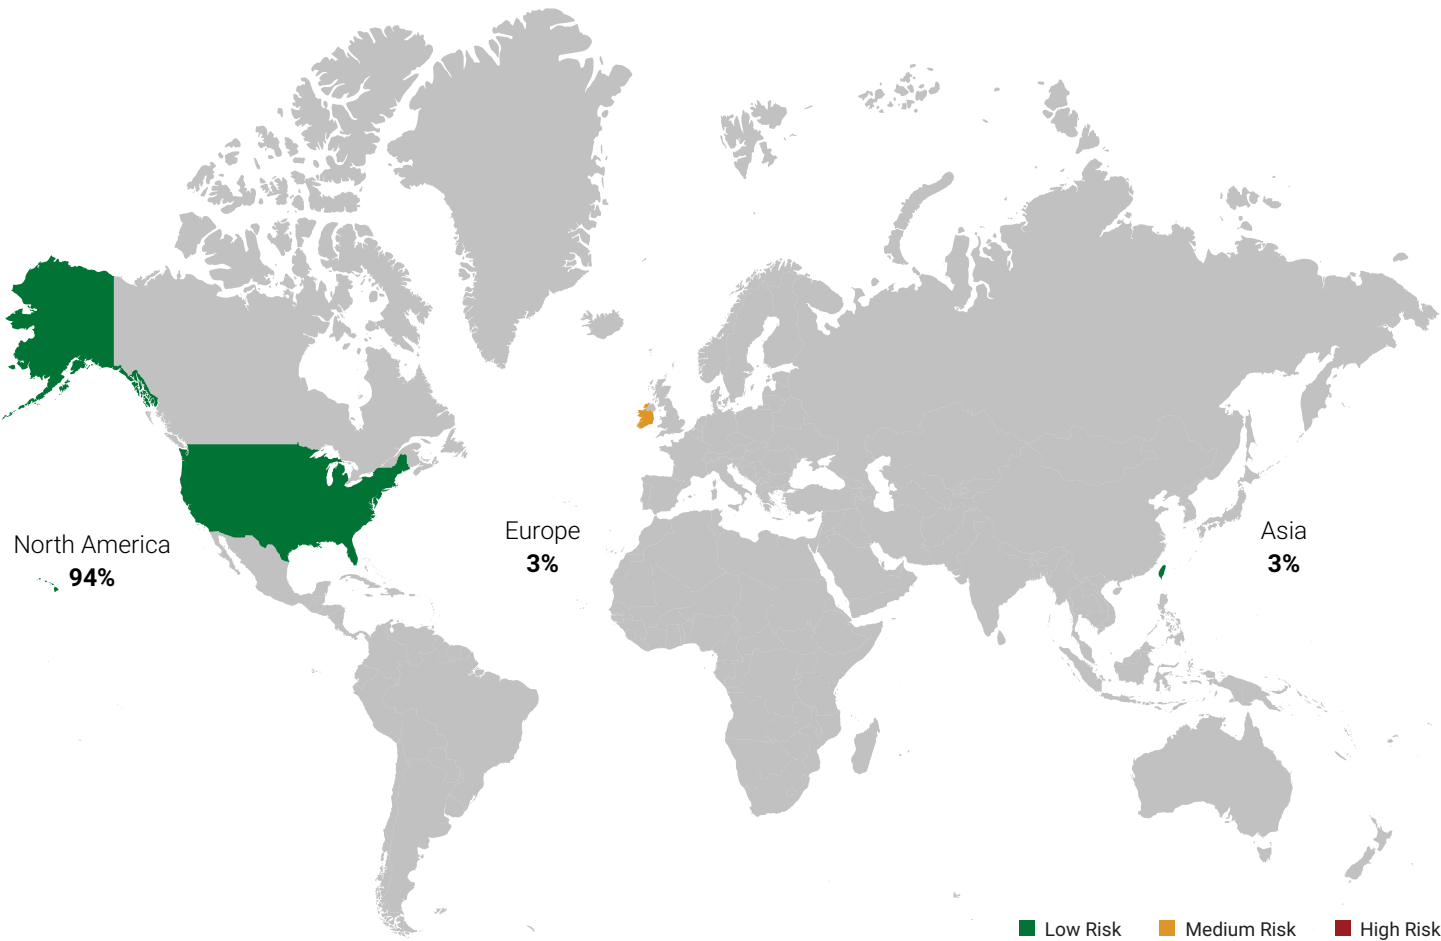 North America
94%
Europe
3%
Asia
3%
Low Risk
Medium Risk
High Risk